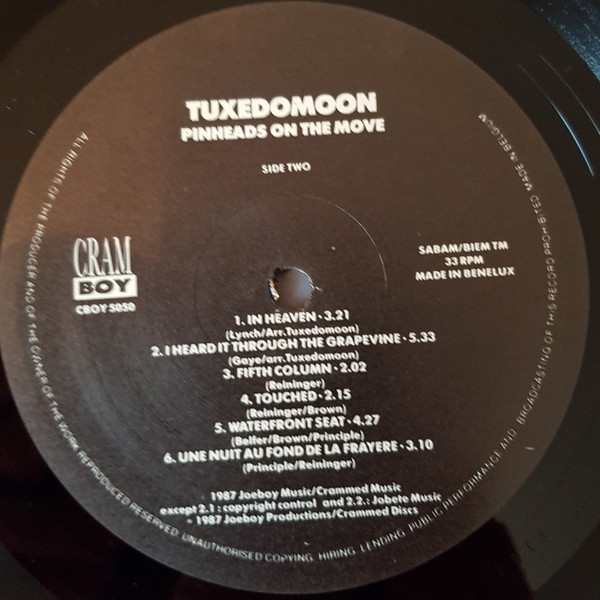 TUXEDOMOON
PINHEADS ON THE MOVE
SIDE TWO
CRAM
BOY
CBOY 5050
SABAM/BIEM TM
33 RPM
MADE IN BENELUX
1. IN HEAVEN • 3.21
(Lynch/Arr.Tuxedomoon)
2. I HEARD IT THROUGH THE GRAPEVINE • 5.33
(Gaye/arr.Tuxedomoon)
3. FIFTH COLUMN • 2.02
(Reininger)
4. TOUCHED • 2.15
(Reininger/Brown)
5. WATERFRONT SEAT • 4.27
(Belfer/Brown/Principle)
6. UNE NUIT AU FOND DE LA FRAYERE • 3.10
(Principle/Reininger)
1987 Joeboy Music/Crammed Music
except 2.1 : copyright control and 2.2.: Jobete Music
1987 Joeboy Productions/Crammed Discs
ALL RIGHTS OF THE PRODUCER AND OF THE OWNER OF THE WORK REPRODUCED RESERVED. UNAUTHORISED COPYING, HIRING, LENDING, PUBLIC PERFORMANCE AND BROADCASTING OF THIS RECORD PROHIBITED MADE IN BELGIUM